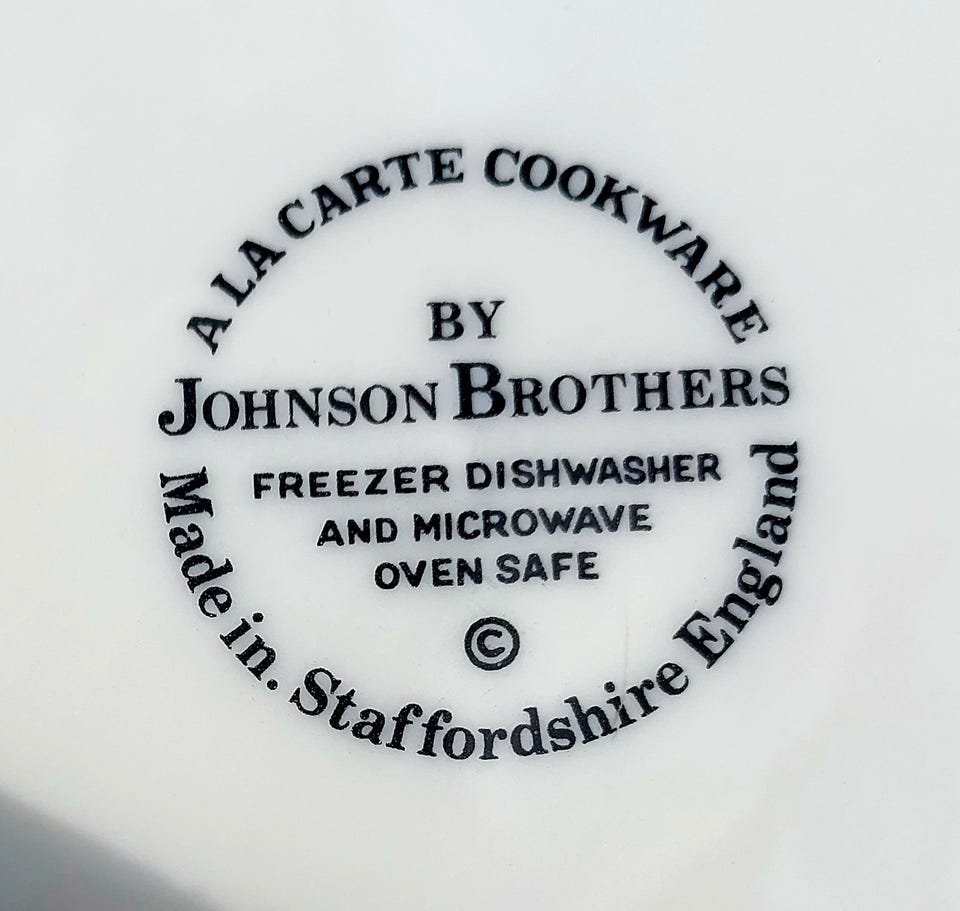 A LA CARTE COOKWARE
BY
JOHNSON BROTHERS
FREEZER DISHWASHER
AND MICROWAVE
OVEN SAFE
©
Made in. Staffordshire England